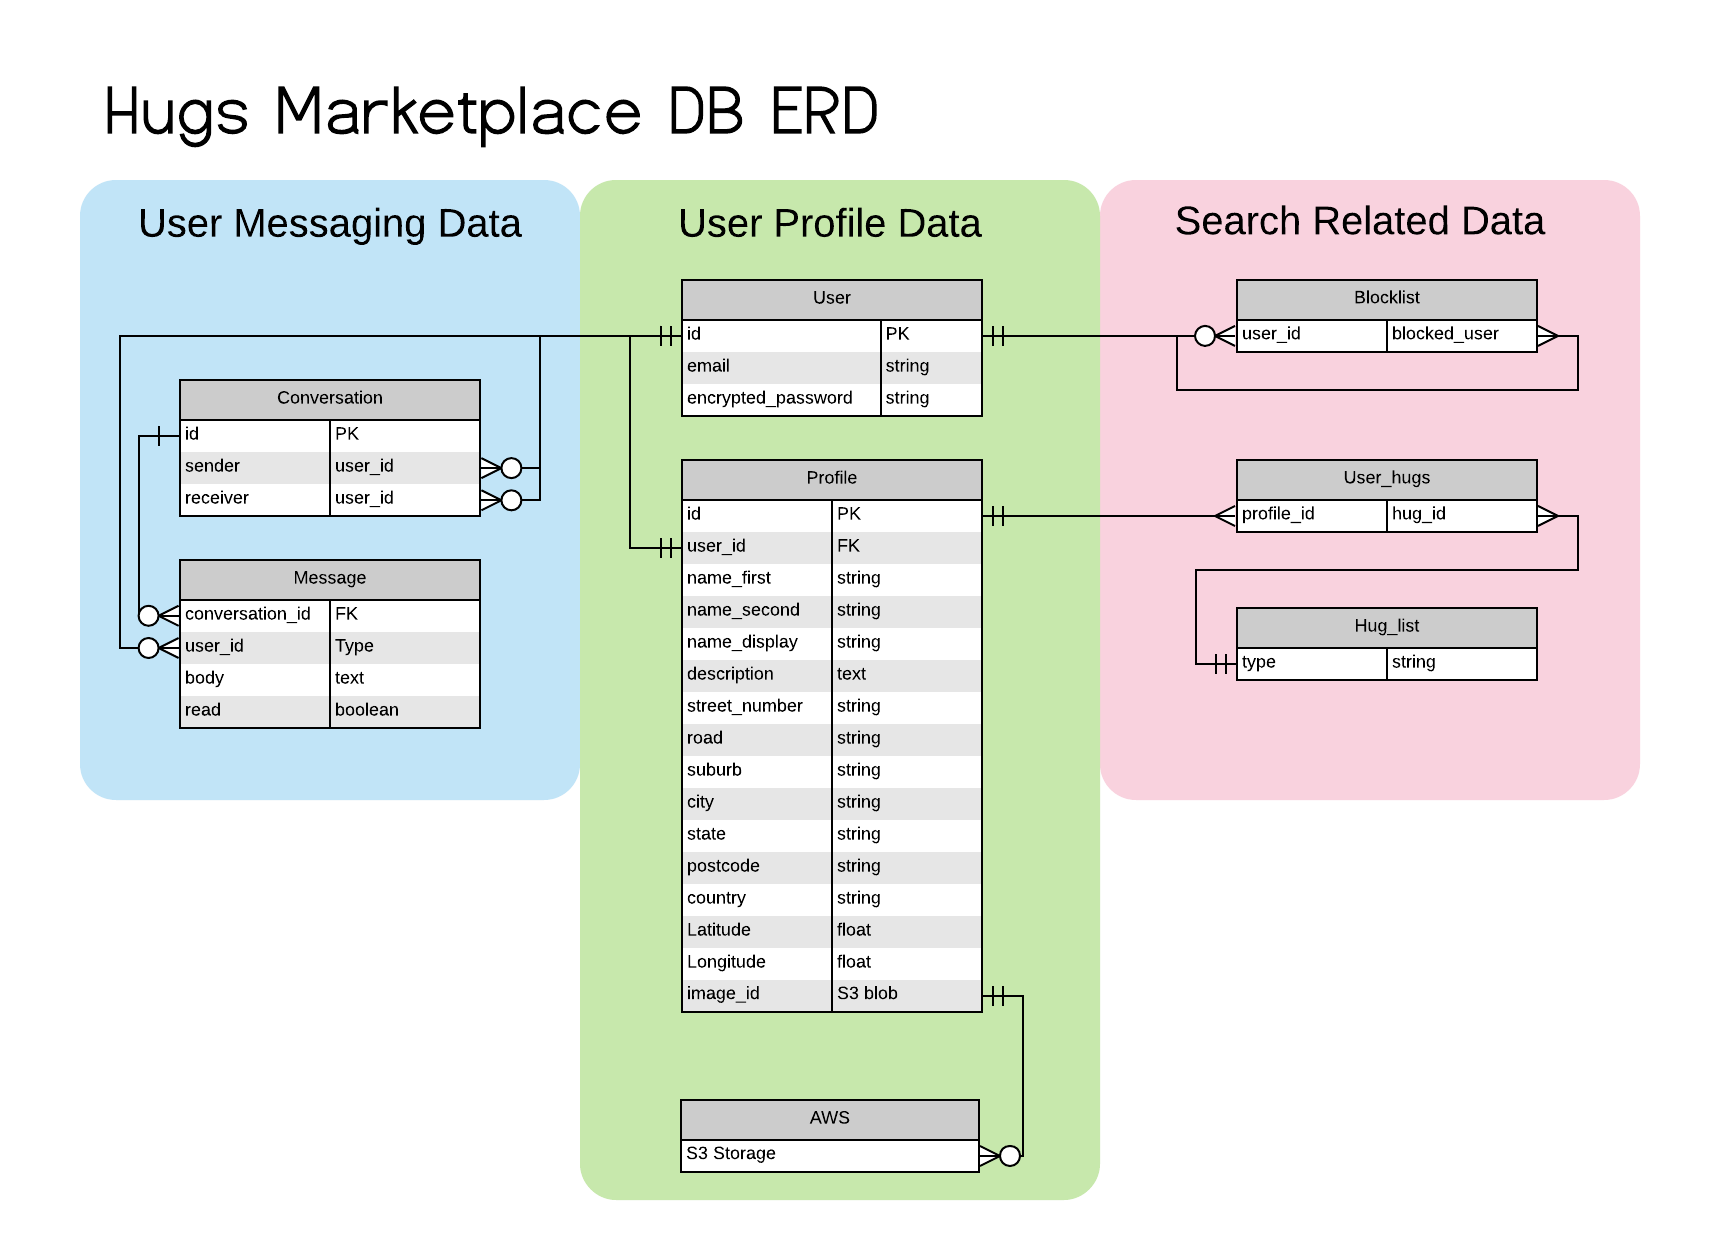 Hugs Marketplace DB ERD
User Messaging Data
Conversation
id PK
sender user_id
receiver user_id
Message
conversation_id FK
user_id Type
body text
read boolean
User Profile Data
User
id PK
email string
encrypted_password string
Profile
id PK
user_id FK
name_first string
name_second string
name_display string
description text
street_number string
road string
suburb string
city string
state string
postcode string
country string
Latitude float
Longitude float
image_id S3 blob
AWS
S3 Storage
Search Related Data
Blocklist
user_id blocked_user
User_hugs
profile_id hug_id
Hug_list
type string